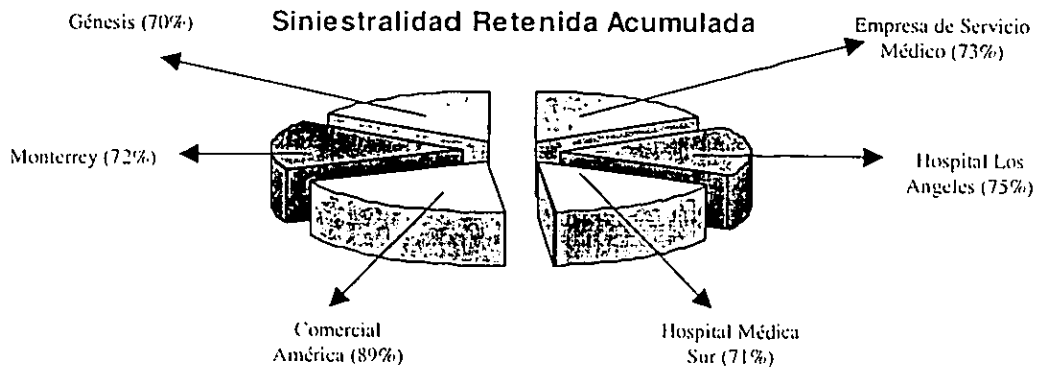 Siniestralidad Retenida Acumulada
Génesis (70%)
Empresa de Servicio
Médico (73%)
Monterrey (72%)
Hospital Los
Angeles (75%)
Comercial
América (89%)
Hospital Médica
Sur (71%)